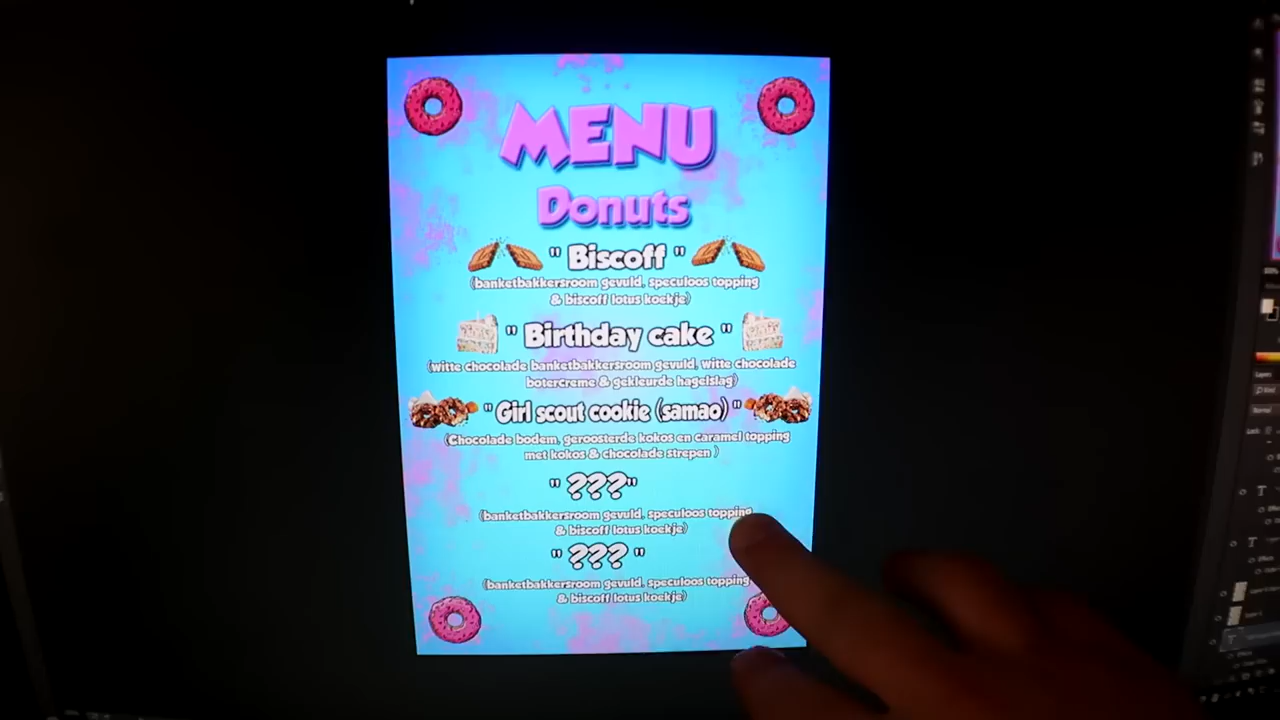 MENU
Donuts
" Biscoff "
(banketbakkersroom gevuld, speculoos topping
& biscoff lotus koekje)
" Birthday cake "
(witte chocolade banketbakkersroom gevuld, witte chocolade
botercreme & gekleurde hagelslag)
" Girl scout cookie (samao) "
(Chocolade bodem, geroosterde kokos en caramel topping
met kokos & chocolade strepen )
" ???"
(banketbakkersroom gevuld, speculoos topping
& biscoff lotus koekje)
" ??? "
(banketbakkersroom gevuld, speculoos topping
& biscoff lotus koekje)